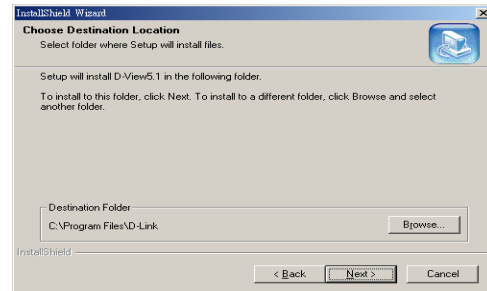 InstallShield Wizard
Choose Destination Location
Select folder where Setup will install files.
Setup will install D-View5.1 in the following folder.
To install to this folder, click Next. To install to a different folder, click Browse and select
another folder.
Destination Folder
C:\Program Files\D-Link
Browse...
InstallShield
< Back
Next >
Cancel